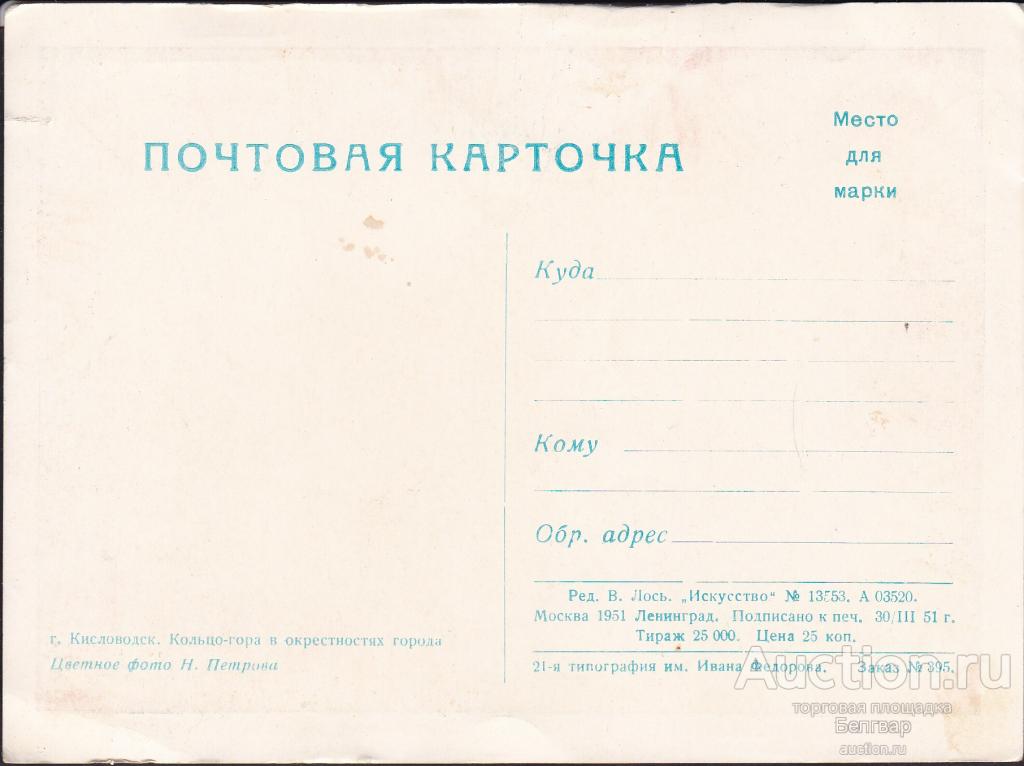 ПОЧТОВАЯ КАРТОЧКА
Место
для
марки
Куда
Кому
Обр. адрес
г. Кисловодск. Кольцо-гора в окрестностях города
Цветное фото Н. Петрова
Ред. В. Лось. „Искусство“ № 13553. А 03520.
Москва 1951 Ленинград. Подписано к печ. 30/III 51 г.
Тираж 25 000. Цена 25 коп.
21-я типография им. Ивана Федорова. Заказ № 395.
Auction.ru
торговая площадка
Белгвар
auction.ru